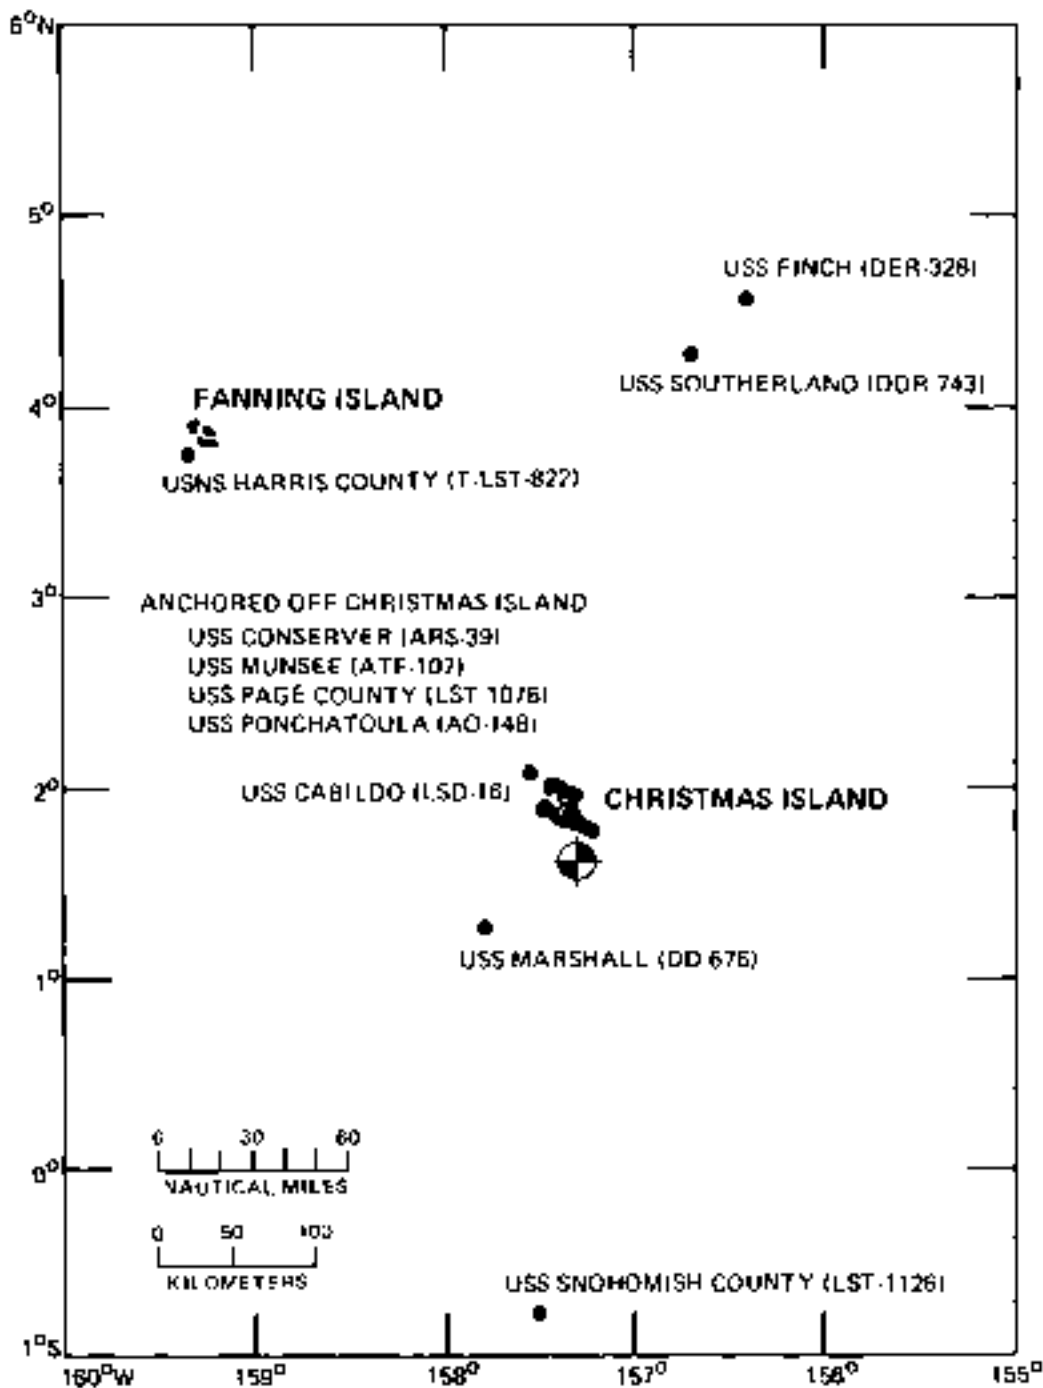 6°N
5°
USS FINCH (DER-328)
USS SOUTHERLAND (DDR 743)
FANNING ISLAND
4°
USNS HARRIS COUNTY (T-LST-822)
3°
ANCHORED OFF CHRISTMAS ISLAND
USS CONSERVER (ARS-39)
USS MUNSEE (ATF-107)
USS PAGE COUNTY (LST 1076)
USS PONCHATOULA (AO-148)
2°
USS CABILDO (LSD-16)
CHRISTMAS ISLAND
USS MARSHALL (DD 676)
1°
0 30 60
0°
NAUTICAL MILES
0 50 100
KILOMETERS
USS SNOHOMISH COUNTY (LST-1126)
1°S
160°W 159° 158° 157° 156° 155°